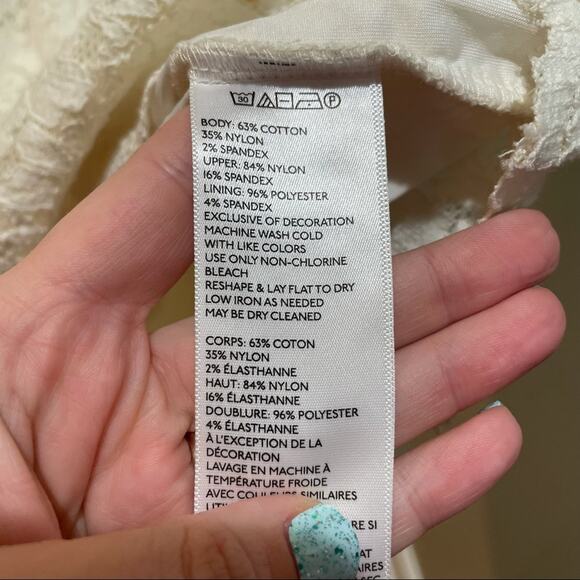 30 P
BODY: 63% COTTON
35% NYLON
2% SPANDEX
UPPER: 84% NYLON
16% SPANDEX
LINING: 96% POLYESTER
4% SPANDEX
EXCLUSIVE OF DECORATION
MACHINE WASH COLD
WITH LIKE COLORS
USE ONLY NON-CHLORINE
BLEACH
RESHAPE & LAY FLAT TO DRY
LOW IRON AS NEEDED
MAY BE DRY CLEANED
CORPS: 63% COTON
35% NYLON
2% ÉLASTHANNE
HAUT: 84% NYLON
16% ÉLASTHANNE
DOUBLURE: 96% POLYESTER
4% ÉLASTHANNE
À L'EXCEPTION DE LA
DÉCORATION
LAVAGE EN MACHINE À
TEMPÉRATURE FROIDE
AVEC COULEURS SIMILAIRES
SI